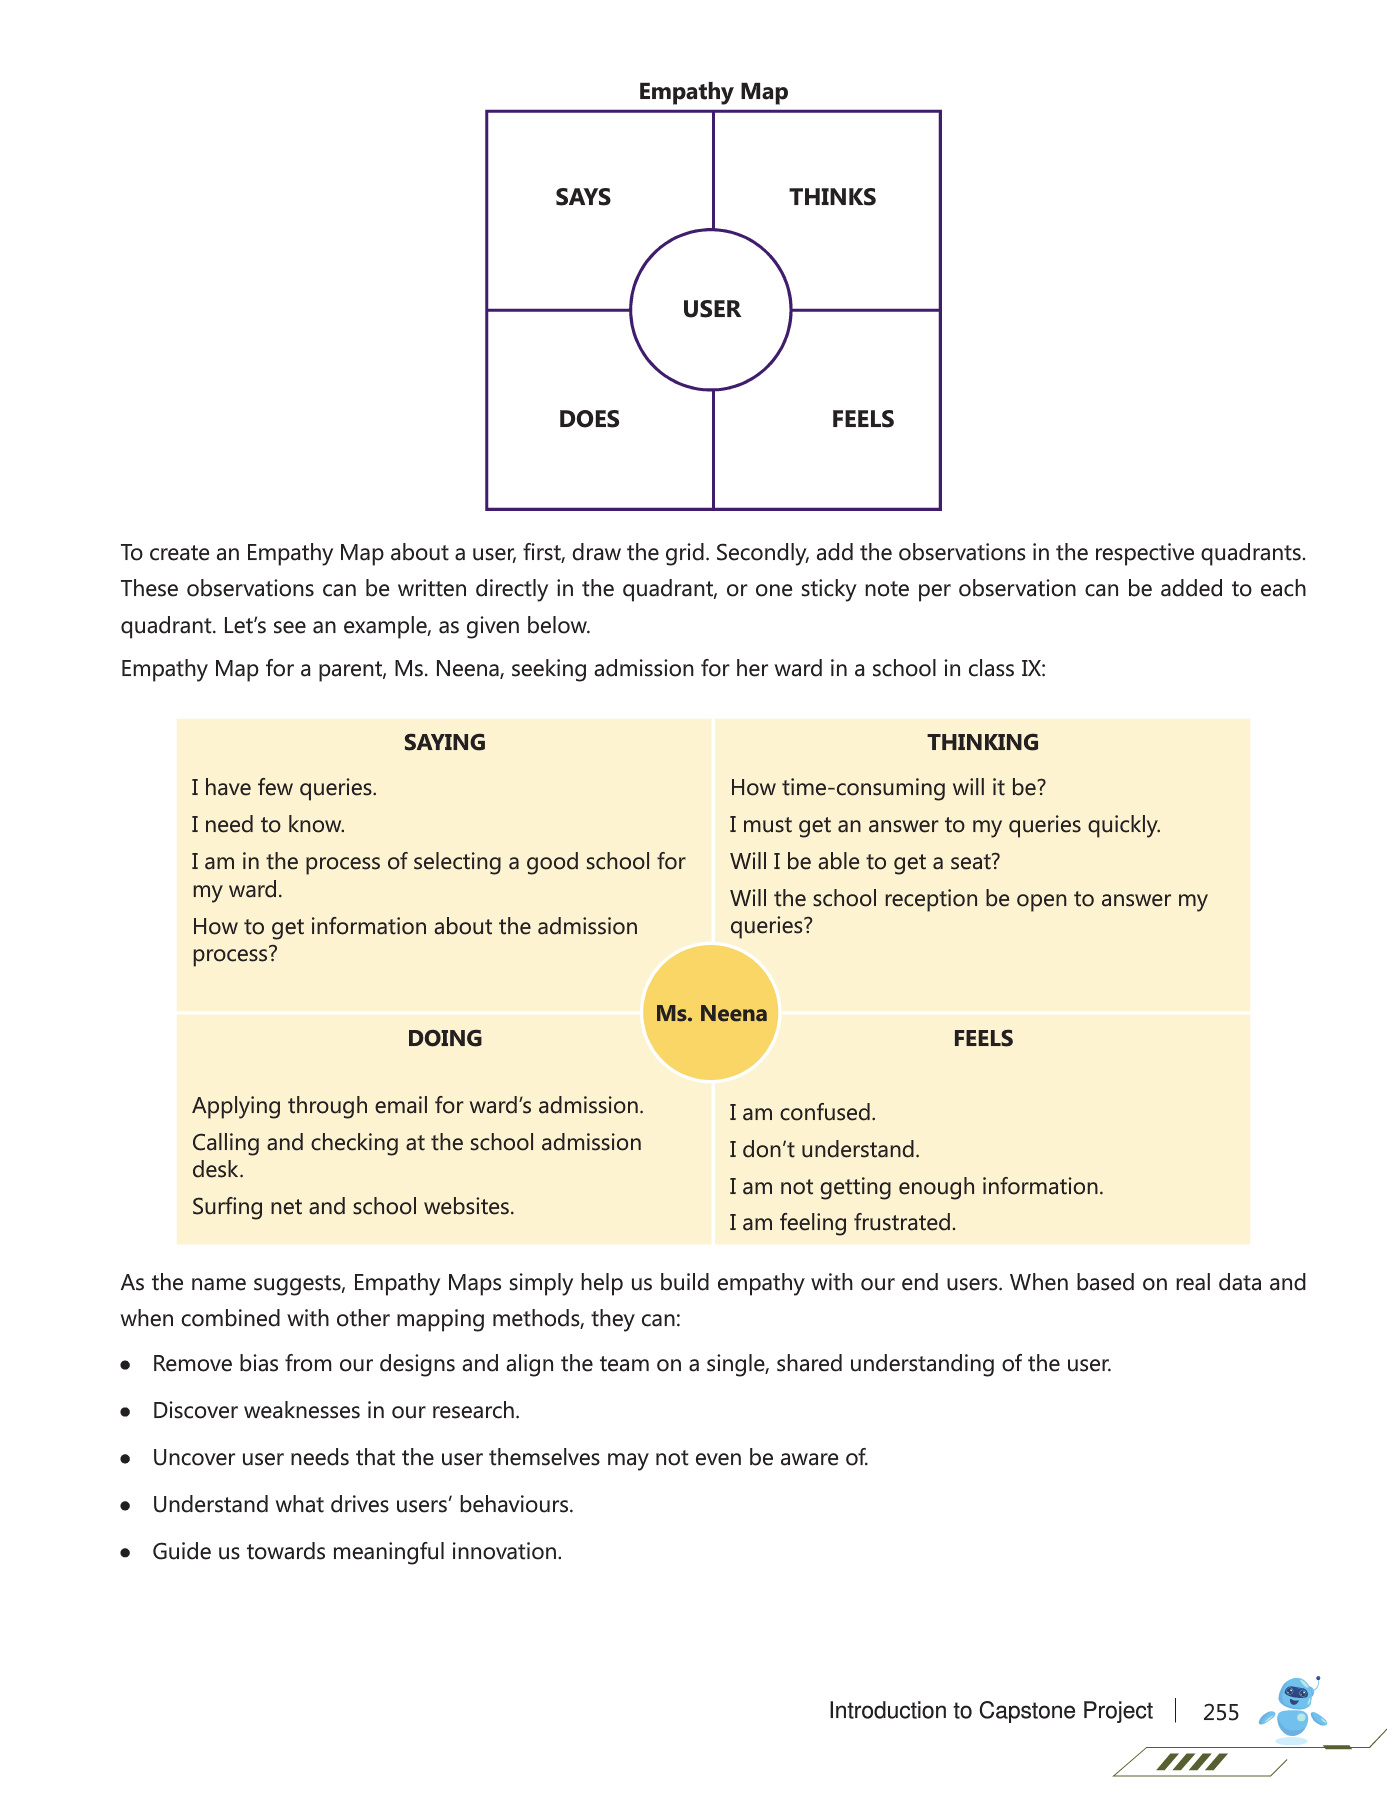 Empathy Map
SAYS
THINKS
USER
DOES
FEELS
To create an Empathy Map about a user, first, draw the grid. Secondly, add the observations in the respective quadrants.
These observations can be written directly in the quadrant, or one sticky note per observation can be added to each
quadrant. Let’s see an example, as given below.
Empathy Map for a parent, Ms. Neena, seeking admission for her ward in a school in class IX:
SAYING
I have few queries.
I need to know.
I am in the process of selecting a good school for
my ward.
How to get information about the admission
process?
THINKING
How time-consuming will it be?
I must get an answer to my queries quickly.
Will I be able to get a seat?
Will the school reception be open to answer my
queries?
Ms. Neena
DOING
Applying through email for ward’s admission.
Calling and checking at the school admission
desk.
Surfing net and school websites.
FEELS
I am confused.
I don’t understand.
I am not getting enough information.
I am feeling frustrated.
As the name suggests, Empathy Maps simply help us build empathy with our end users. When based on real data and
when combined with other mapping methods, they can:
● Remove bias from our designs and align the team on a single, shared understanding of the user.
● Discover weaknesses in our research.
● Uncover user needs that the user themselves may not even be aware of.
● Understand what drives users’ behaviours.
● Guide us towards meaningful innovation.
Introduction to Capstone Project 255